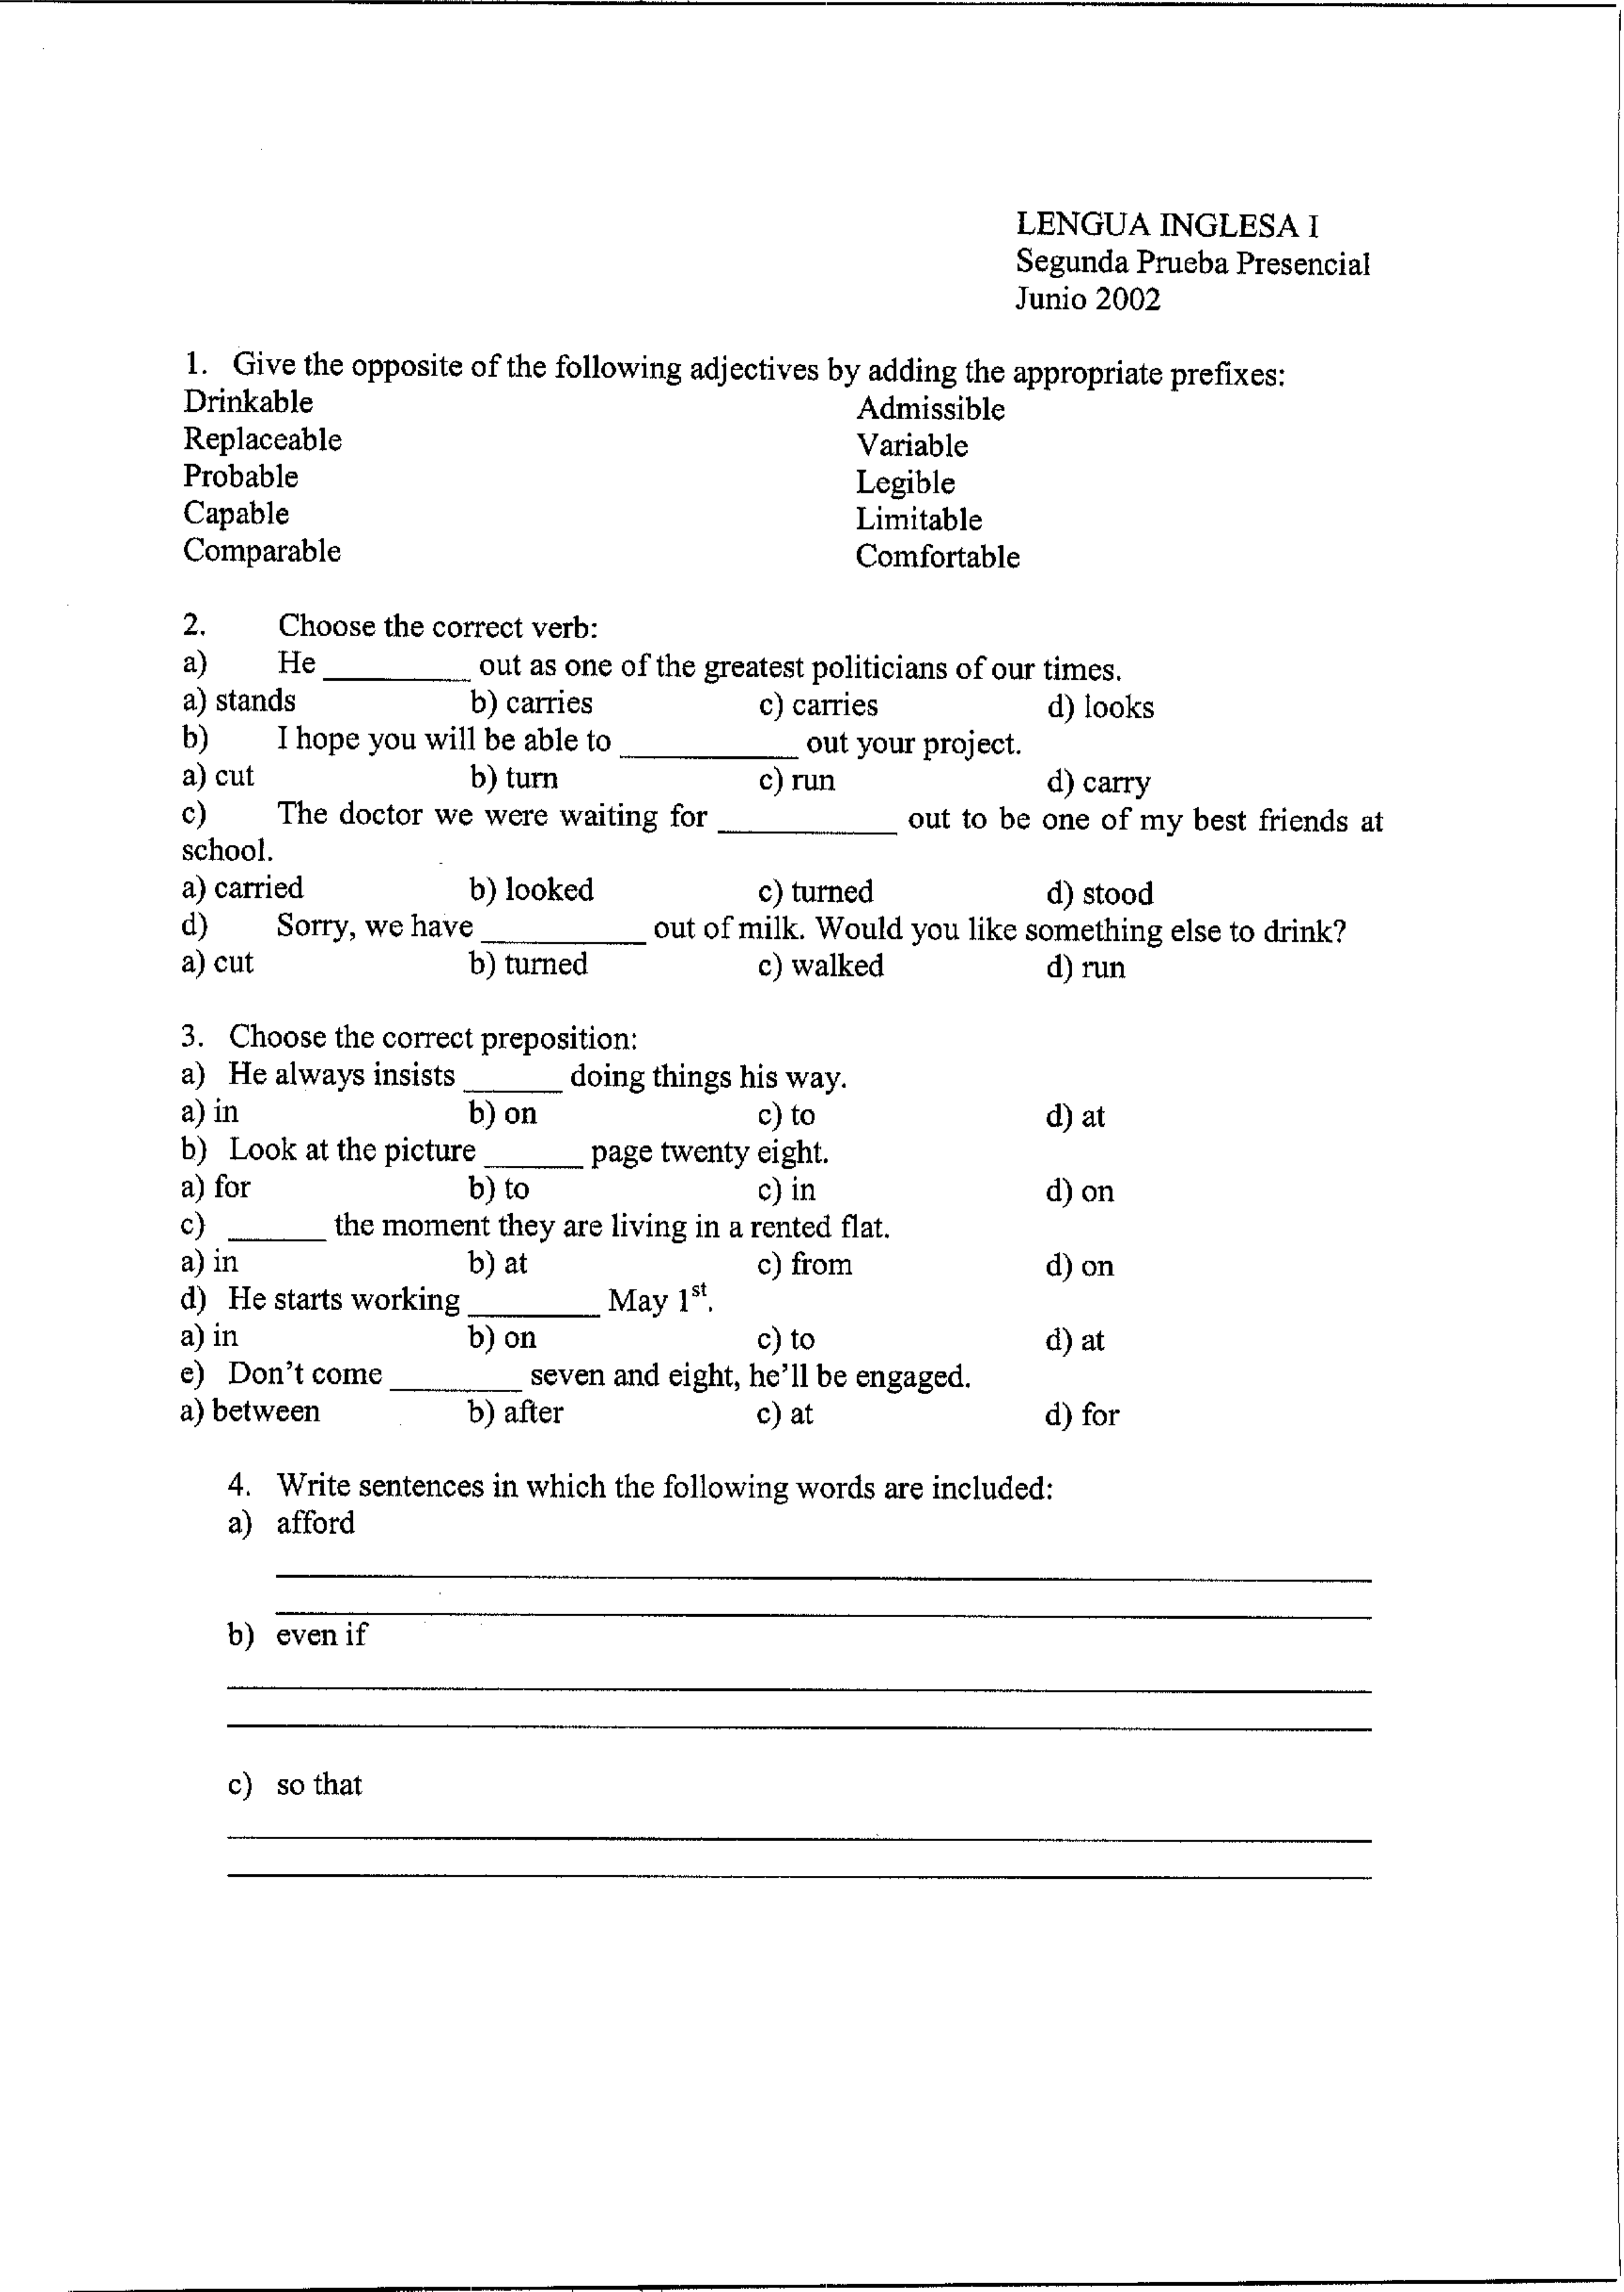 LENGUA INGLESA I
Segunda Prueba Presencial
Junio 2002
1. Give the opposite of the following adjectives by adding the appropriate prefixes:
Drinkable Admissible
Replaceable Variable
Probable Legible
Capable Limitable
Comparable Comfortable
2. Choose the correct verb:
a) He _________ out as one of the greatest politicians of our times.
a) stands b) carries c) carries d) looks
b) I hope you will be able to ___________ out your project.
a) cut b) turn c) run d) carry
c) The doctor we were waiting for ___________ out to be one of my best friends at
school.
a) carried b) looked c) turned d) stood
d) Sorry, we have __________ out of milk. Would you like something else to drink?
a) cut b) turned c) walked d) run
3. Choose the correct preposition:
a) He always insists ______ doing things his way.
a) in b) on c) to d) at
b) Look at the picture ______ page twenty eight.
a) for b) to c) in d) on
c) ______ the moment they are living in a rented flat.
a) in b) at c) from d) on
d) He starts working ________ May 1st.
a) in b) on c) to d) at
e) Don't come ________ seven and eight, he'll be engaged.
a) between b) after c) at d) for
4. Write sentences in which the following words are included:
a) afford
b) even if
c) so that